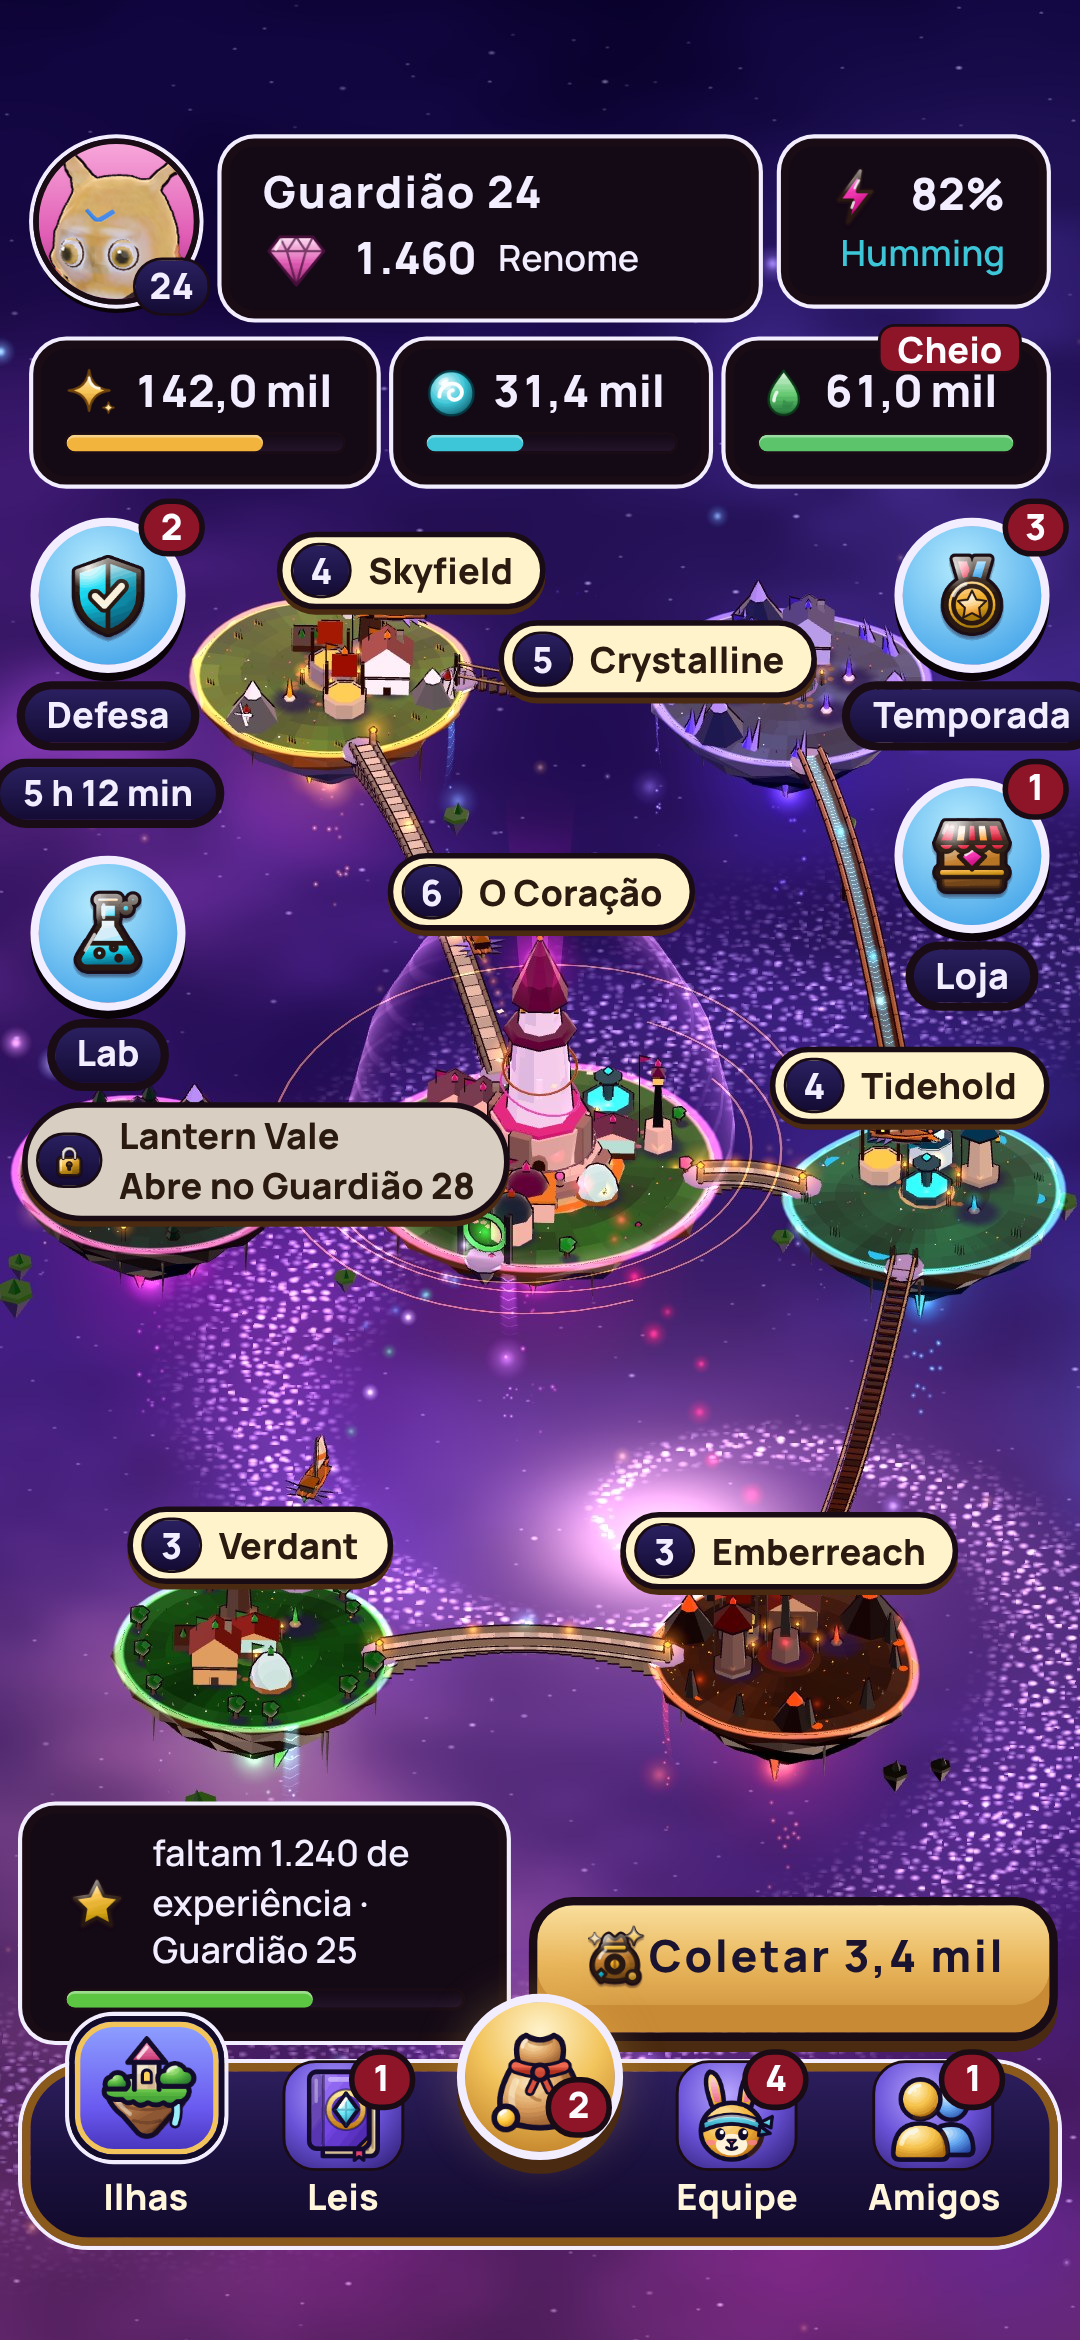 Guardião 24
82%
1.460 Renome
Humming
24
Cheio
142,0 mil
31,4 mil
61,0 mil
2
3
4 Skyfield
5 Crystalline
Defesa
Temporada
5 h 12 min
1
6 O Coração
Loja
Lab
4 Tidehold
Lantern Vale
Abre no Guardião 28
3 Verdant
3 Emberreach
faltam 1.240 de
experiência ·
Guardião 25
Coletar 3,4 mil
1
2
4
1
Ilhas
Leis
Equipe
Amigos